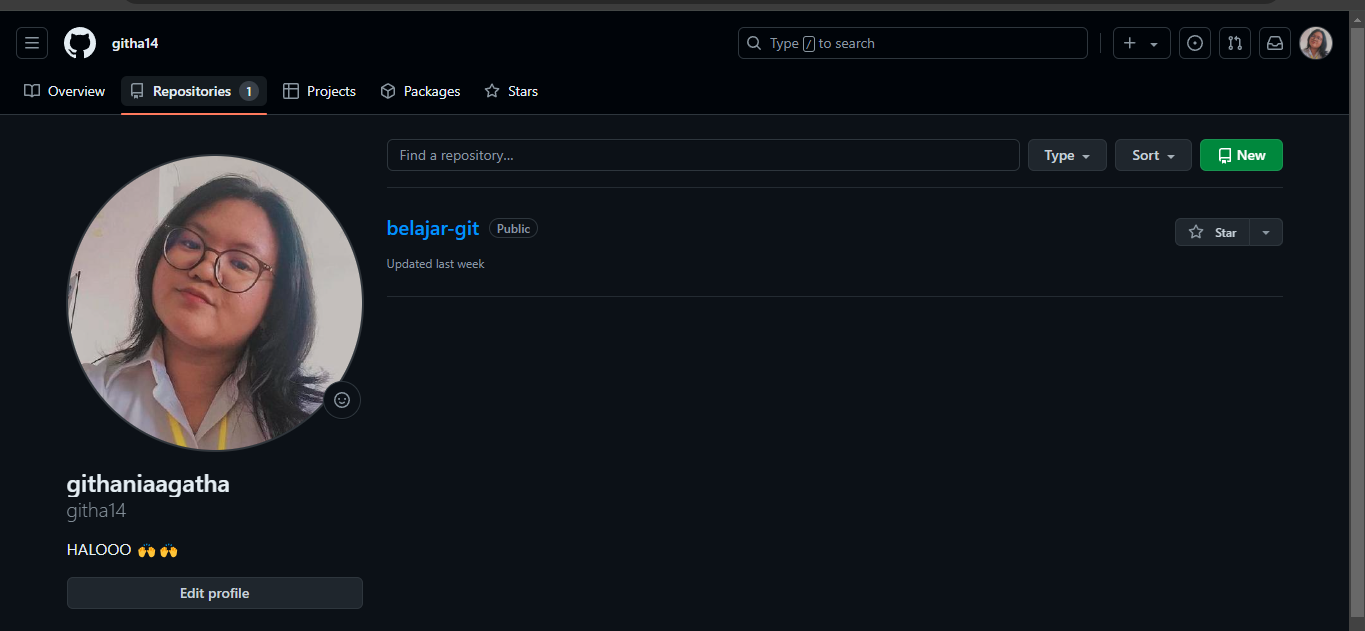 githa14
Type / to search
Overview Repositories 1 Projects Packages Stars
Find a repository...
Type Sort New
belajar-git Public
Star
Updated last week
githaniaagatha
githa14
HALOOO 🙌 🙌
Edit profile